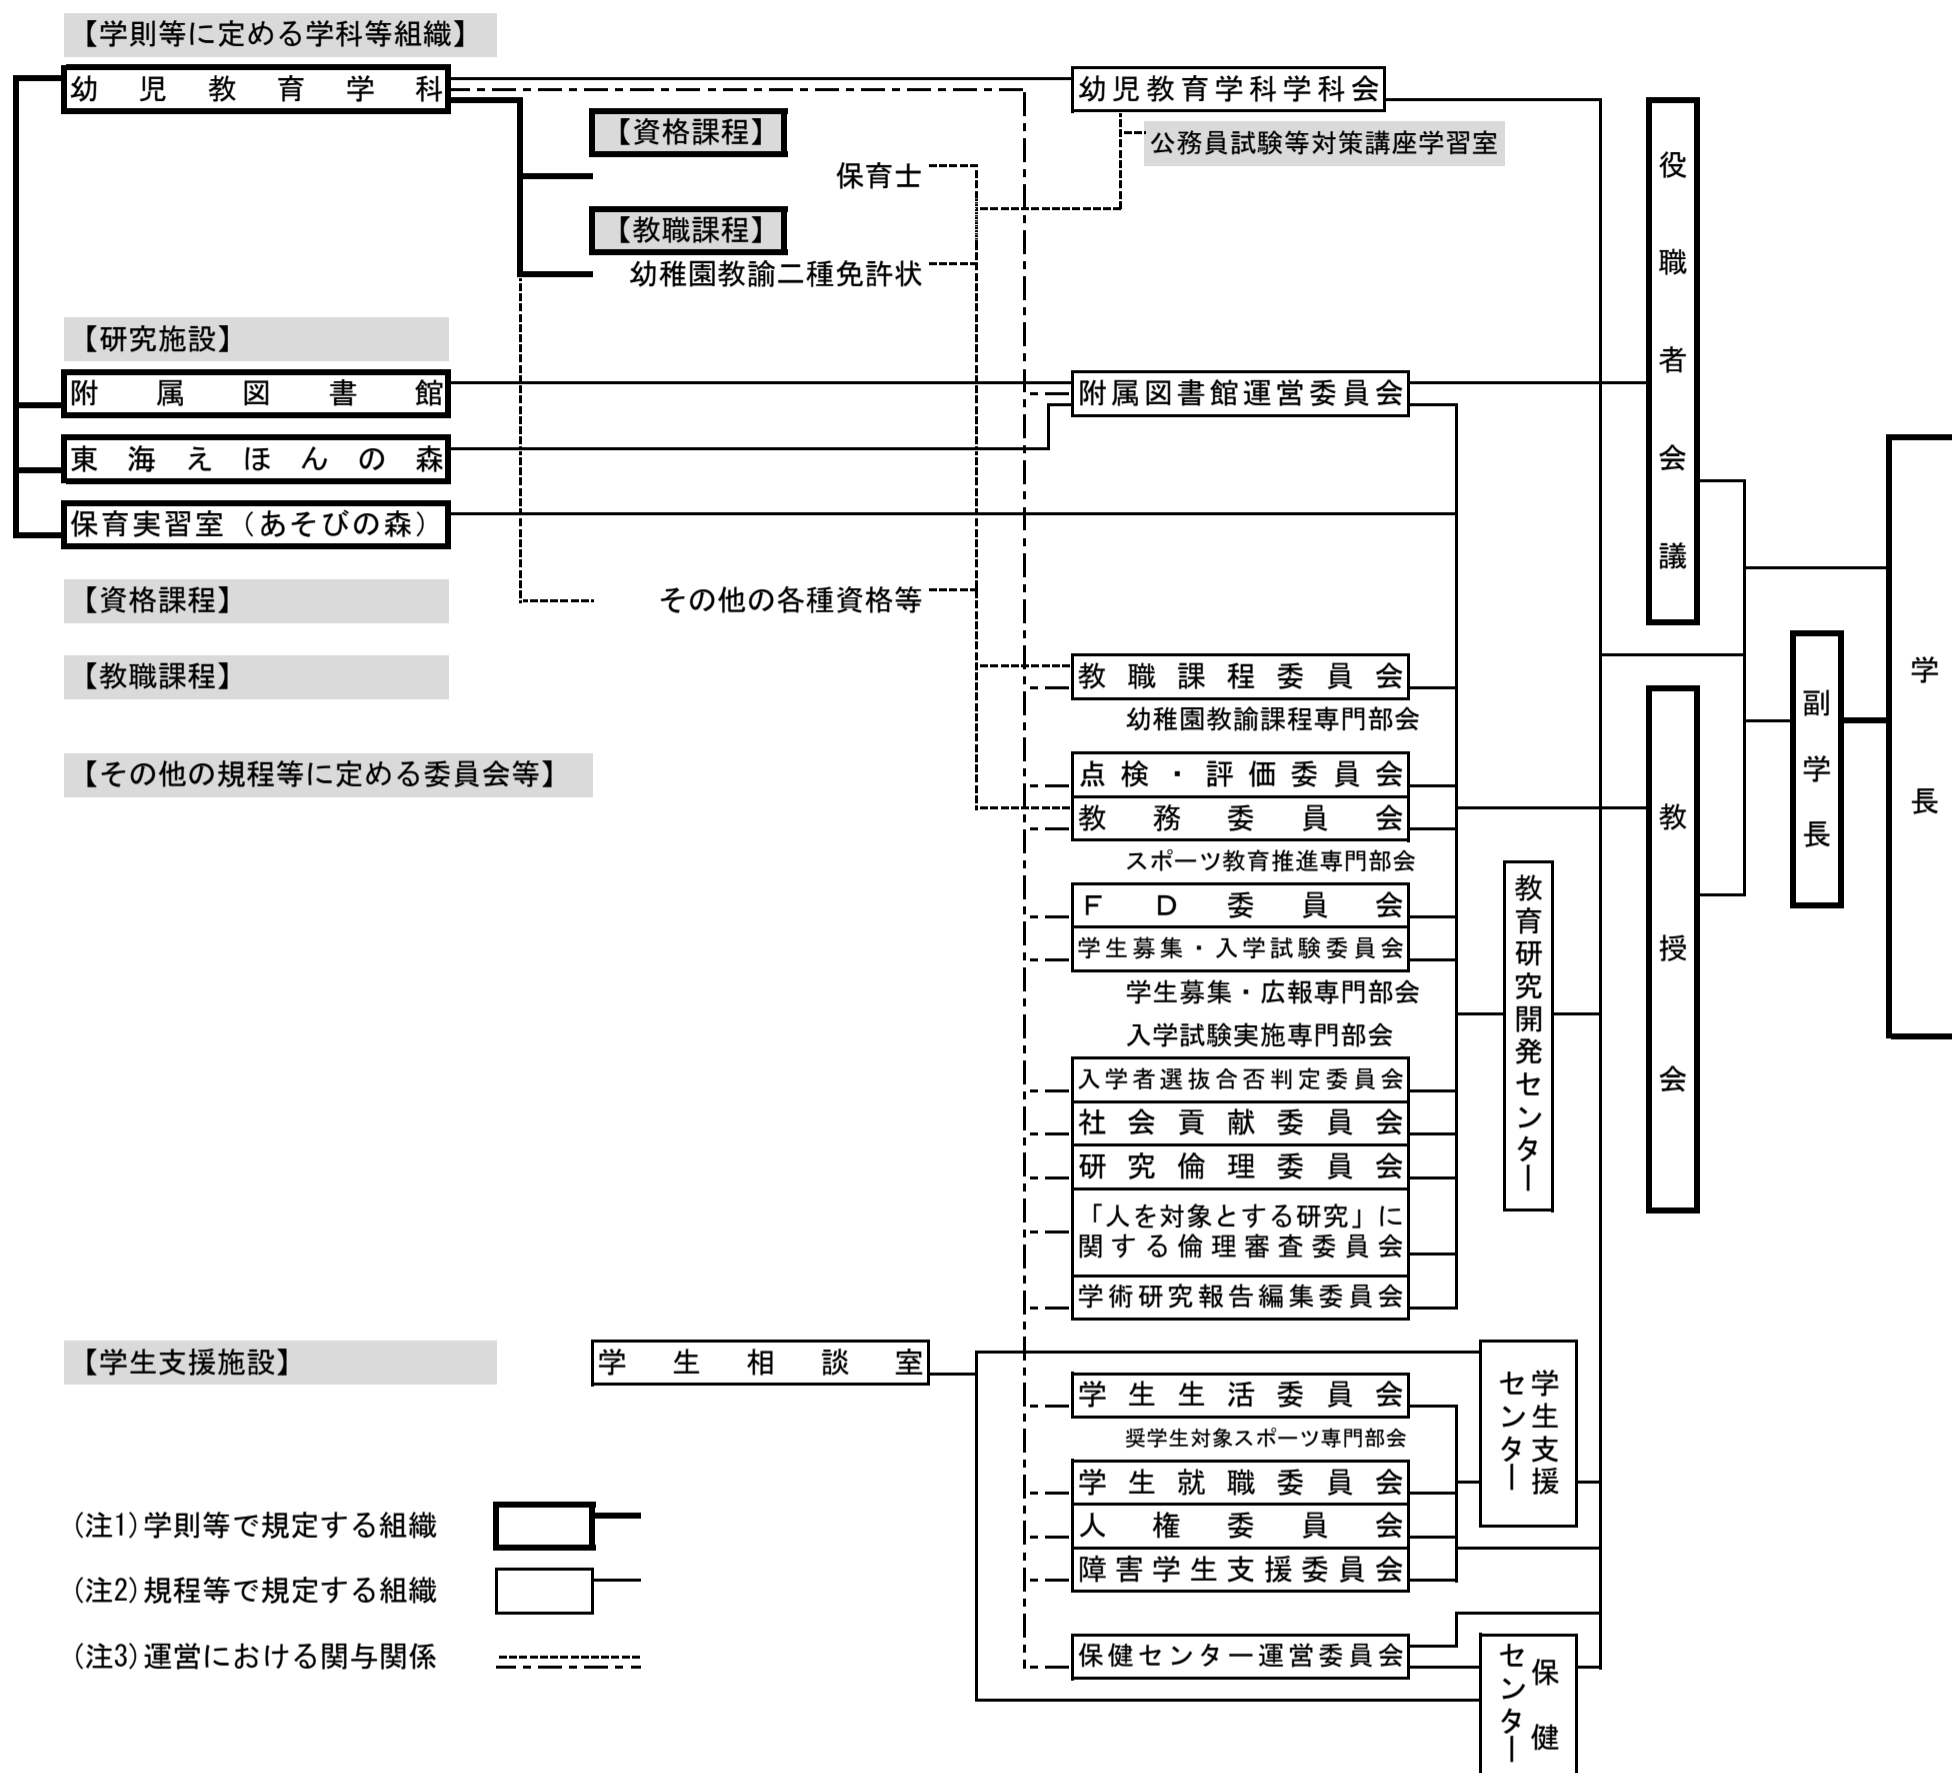 【学則等に定める学科等組織】
幼児教育学科
幼児教育学科学科会
【資格課程】
公務員試験等対策講座学習室
保育士
【教職課程】
幼稚園教諭二種免許状
【研究施設】
附属図書館
附属図書館運営委員会
東海えほんの森
保育実習室（あそびの森）
【資格課程】
その他の各種資格等
【教職課程】
教職課程委員会
幼稚園教諭課程専門部会
【その他の規程等に定める委員会等】
点検・評価委員会
教務委員会
スポーツ教育推進専門部会
ＦＤ委員会
学生募集・入学試験委員会
学生募集・広報専門部会
入学試験実施専門部会
入学者選抜合否判定委員会
社会貢献委員会
研究倫理委員会
「人を対象とする研究」に
関する倫理審査委員会
学術研究報告編集委員会
【学生支援施設】
学生相談室
学生生活委員会
奨学生対象スポーツ専門部会
学生就職委員会
人権委員会
障害学生支援委員会
保健センター運営委員会
教育研究開発センター
学生支援
センター
保健
センター
役職者会議
教授会
副学長
学長
（注1）学則等で規定する組織
（注2）規程等で規定する組織
（注3）運営における関与関係